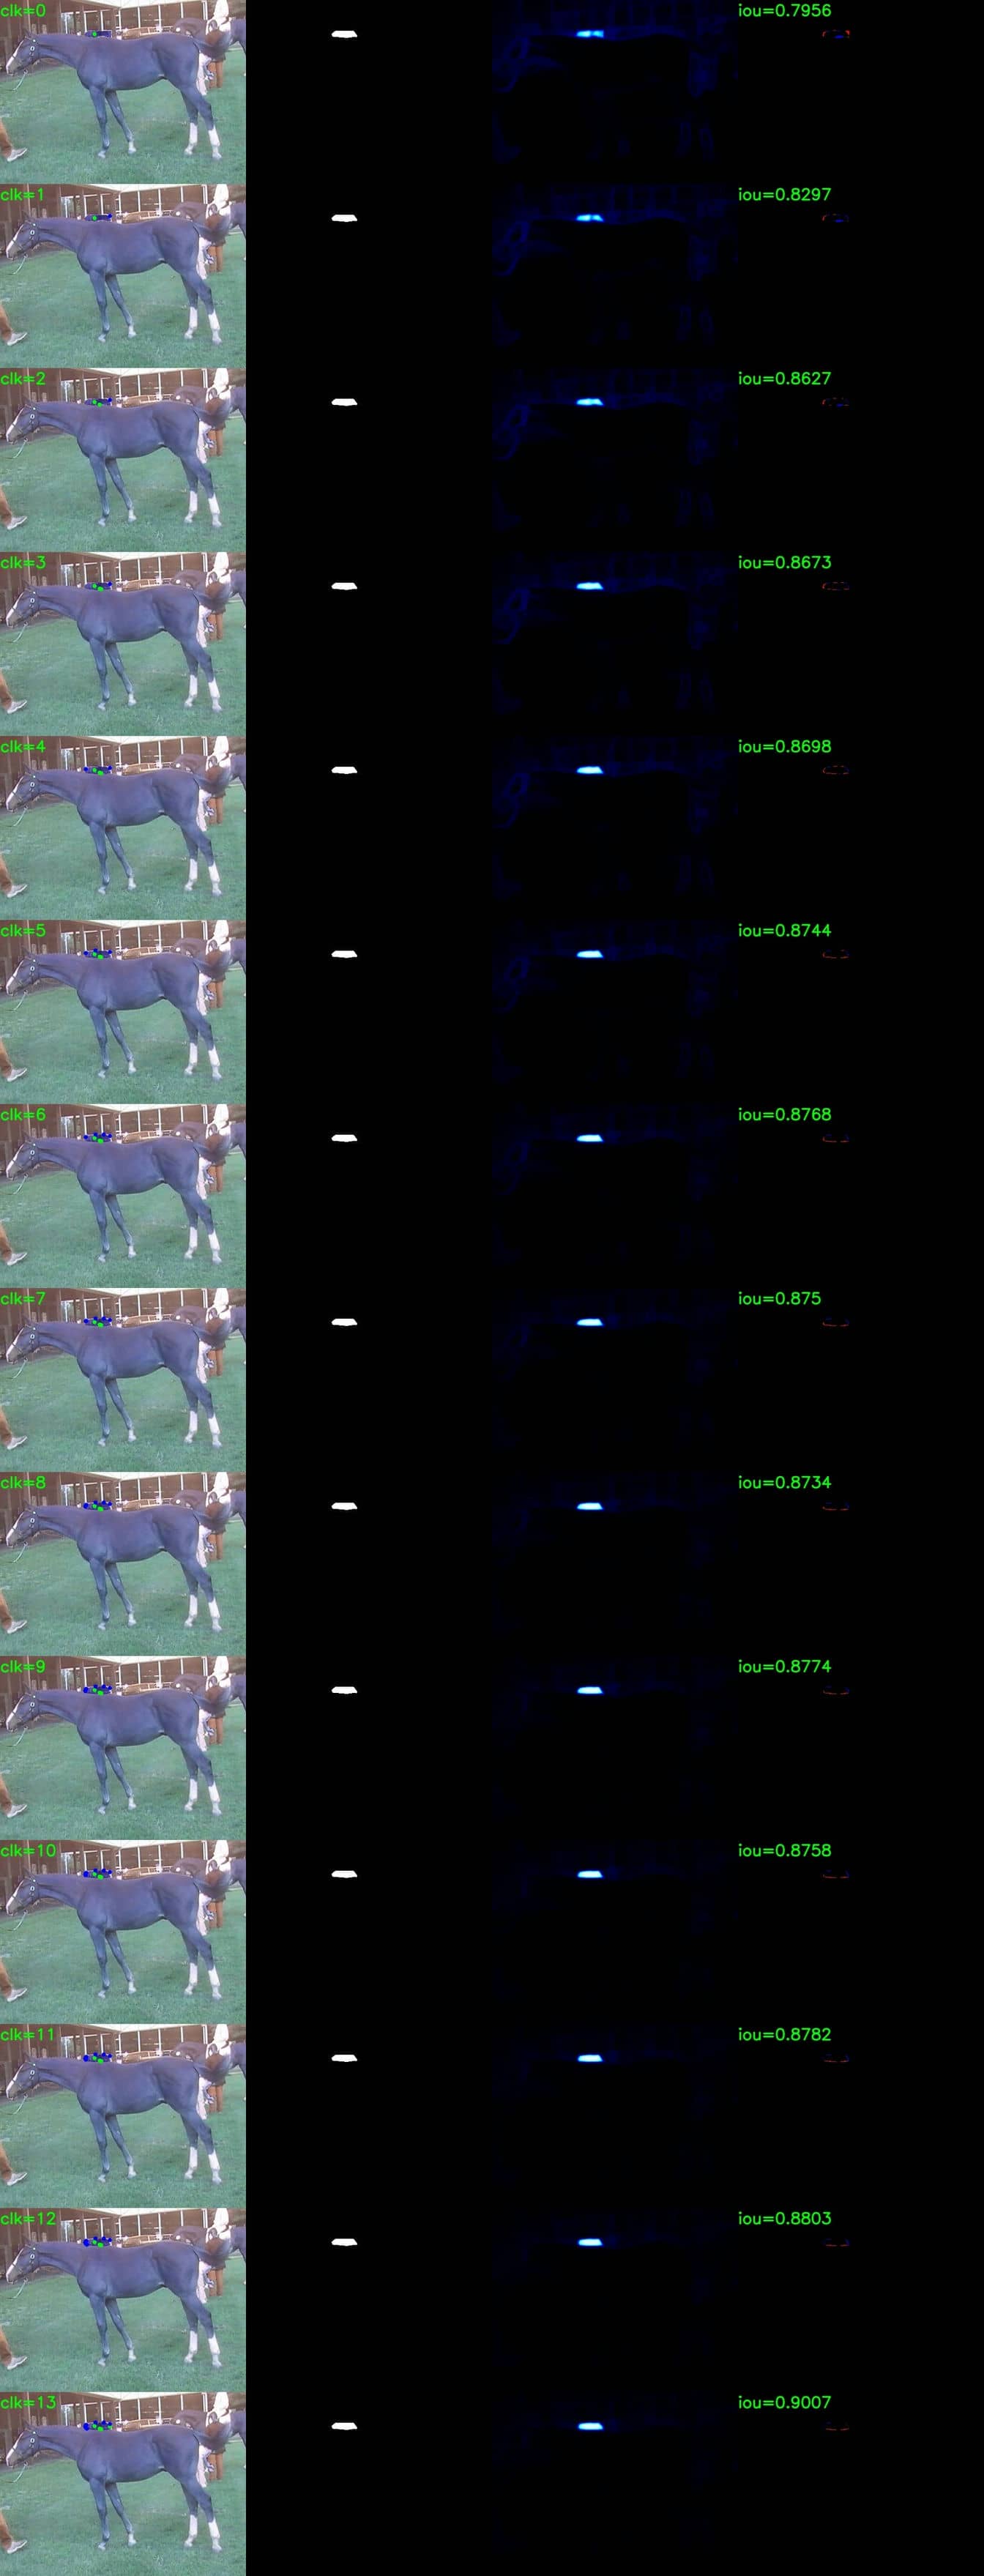 clk=0 iou=0.7956
clk=1 iou=0.8297
clk=2 iou=0.8627
clk=3 iou=0.8673
clk=4 iou=0.8698
clk=5 iou=0.8744
clk=6 iou=0.8768
clk=7 iou=0.875
clk=8 iou=0.8734
clk=9 iou=0.8774
clk=10 iou=0.8758
clk=11 iou=0.8782
clk=12 iou=0.8803
clk=13 iou=0.9007